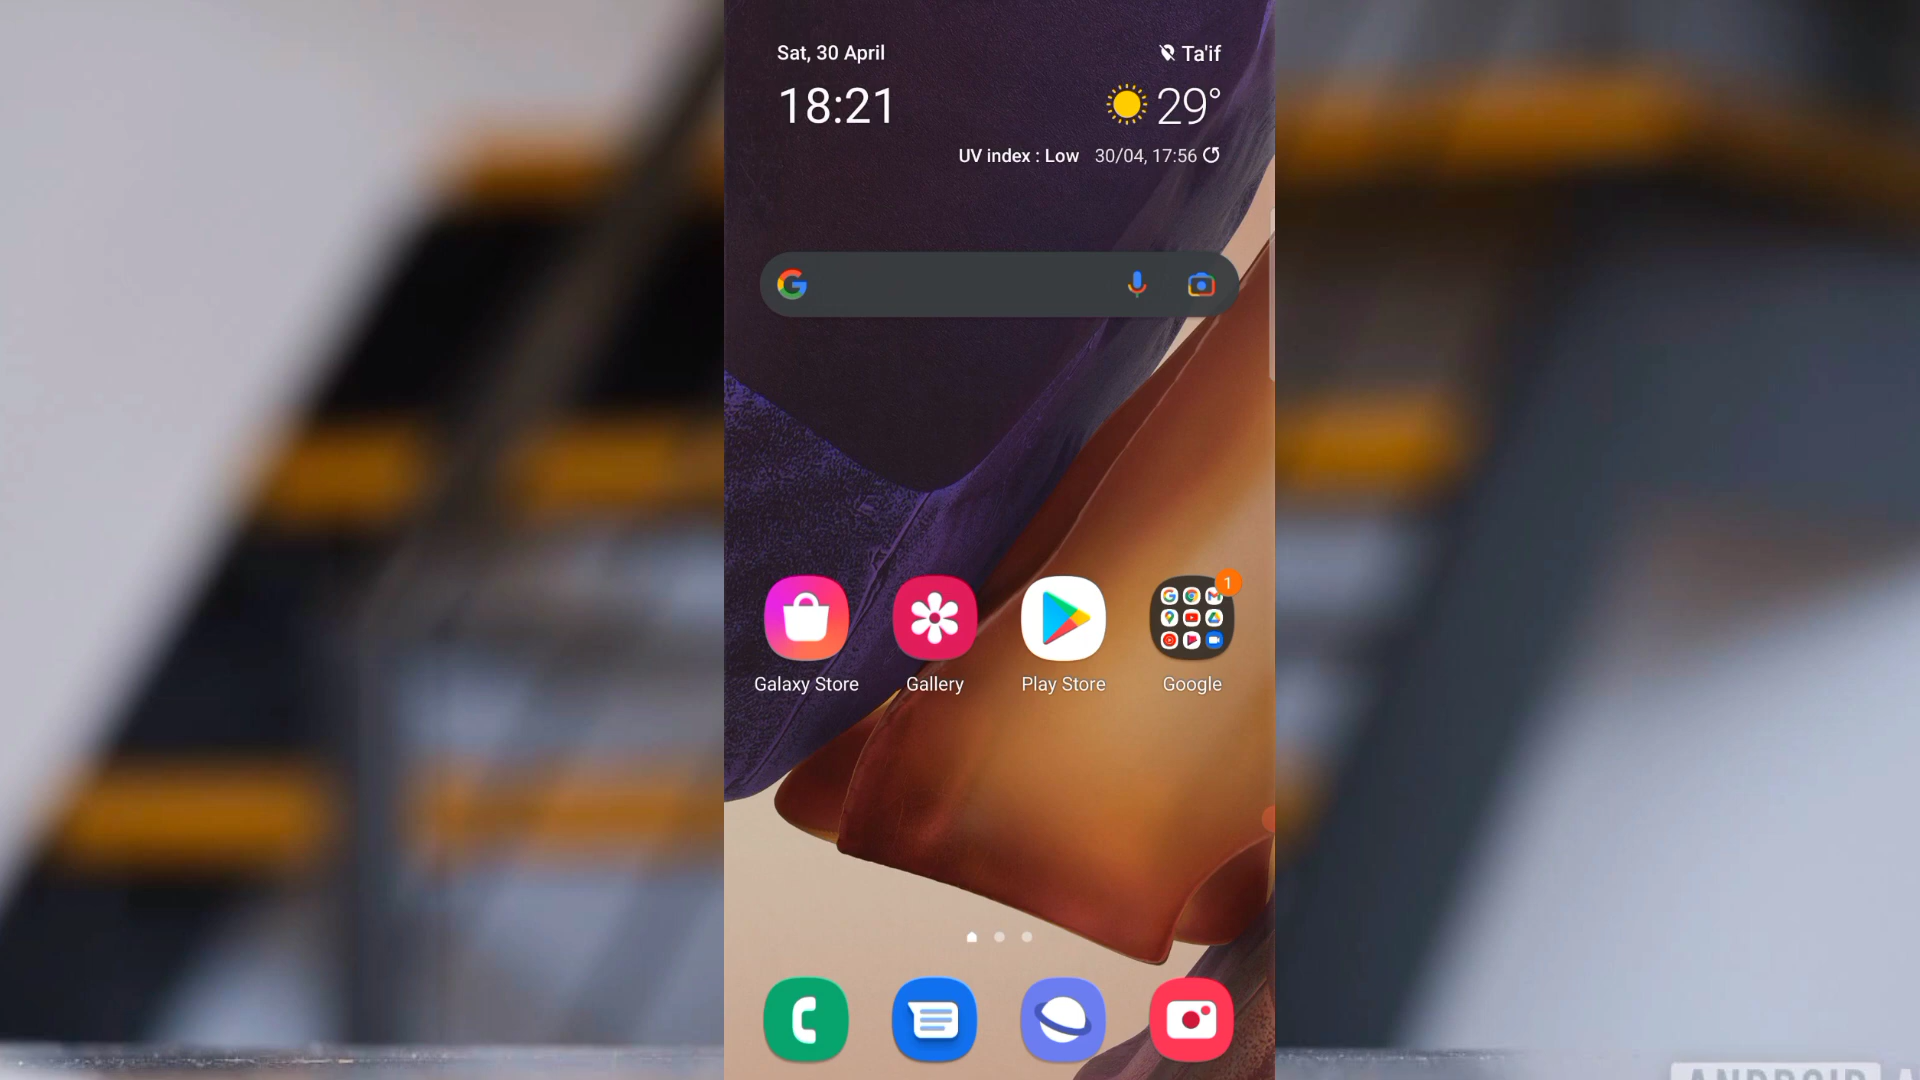 Sat, 30 April
Ta'if
18:21
29°
UV index : Low 30/04, 17:56
1
Galaxy Store
Gallery
Play Store
Google
ANDROID A